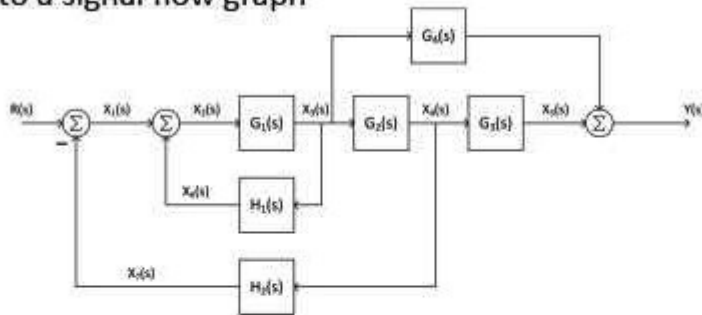 to a signal flow graph
G₄(s)
R(s) Σ X₁(s) Σ X₂(s) G₁(s) X₃(s) G₂(s) X₄(s) G₃(s) X₅(s) Σ Y(s)
−
X₆(s) H₁(s)
X₇(s) H₂(s)